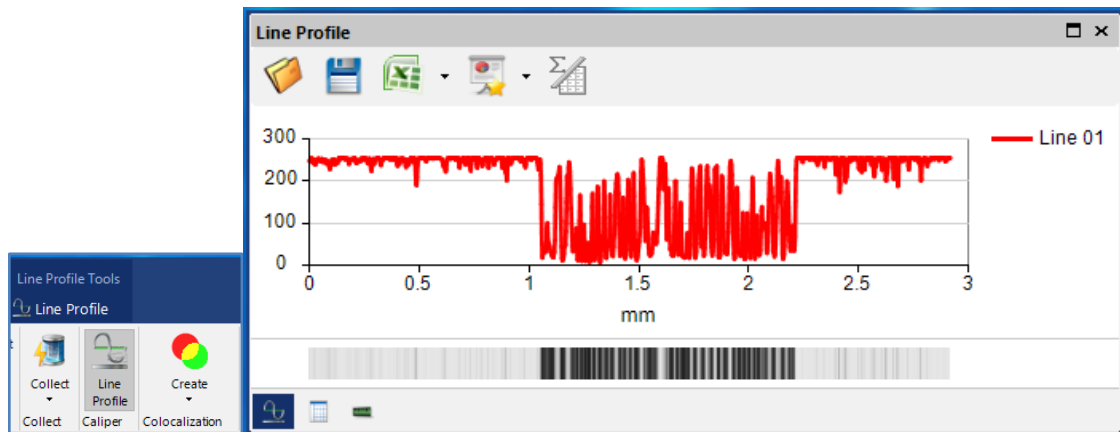 Line Profile
300
200
100
0
0 0.5 1 1.5 2 2.5 3
mm
Line 01
Line Profile Tools
Line Profile
Collect
Line
Profile
Create
Collect
Caliper
Colocalization